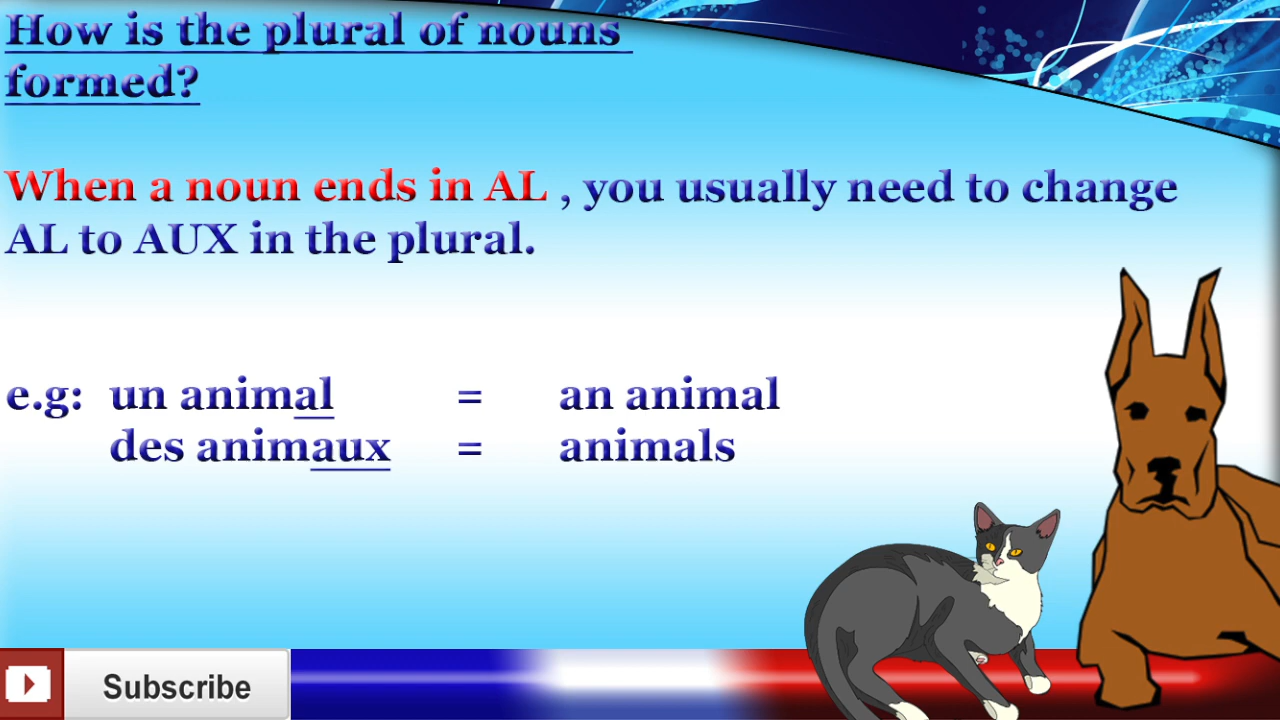 How is the plural of nouns
formed?
When a noun ends in AL , you usually need to change
AL to AUX in the plural.
e.g: un animal = an animal
des animaux = animals
Subscribe